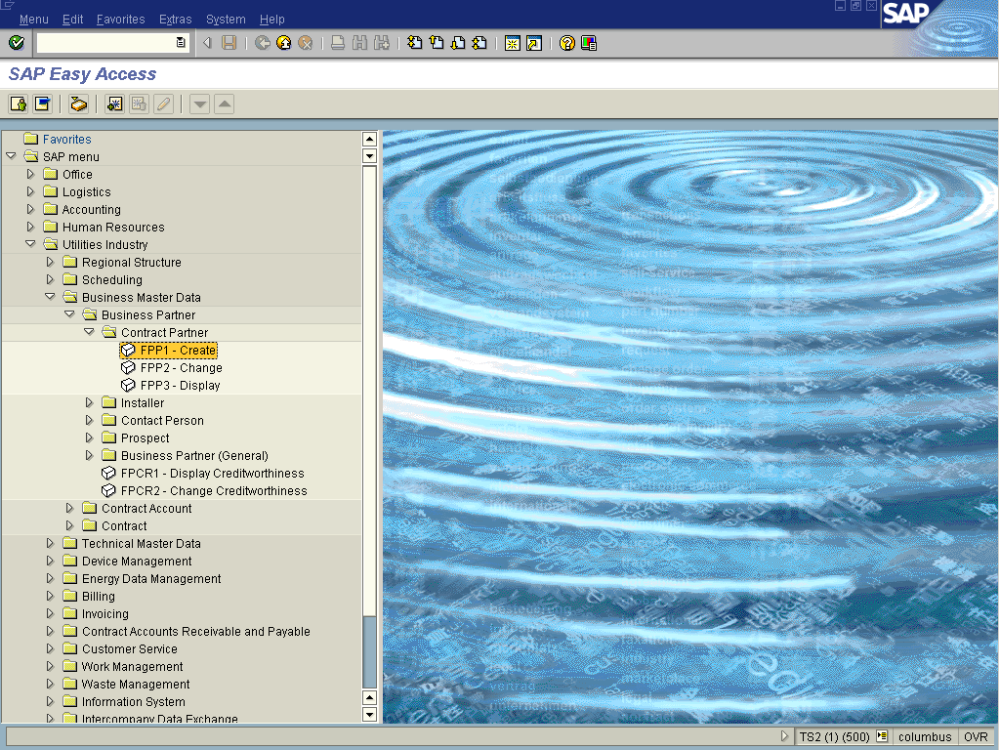 Menu Edit Favorites Extras System Help
SAP
SAP Easy Access
Favorites
SAP menu
Office
Logistics
Accounting
Human Resources
Utilities Industry
Regional Structure
Scheduling
Business Master Data
Business Partner
Contract Partner
FPP1 - Create
FPP2 - Change
FPP3 - Display
Installer
Contact Person
Prospect
Business Partner (General)
FPCR1 - Display Creditworthiness
FPCR2 - Change Creditworthiness
Contract Account
Contract
Technical Master Data
Device Management
Energy Data Management
Billing
Invoicing
Contract Accounts Receivable and Payable
Customer Service
Work Management
Waste Management
Information System
Intercompany Data Exchange
international
industry
marketplace
vertrag
TS2 (1) (500) columbus OVR